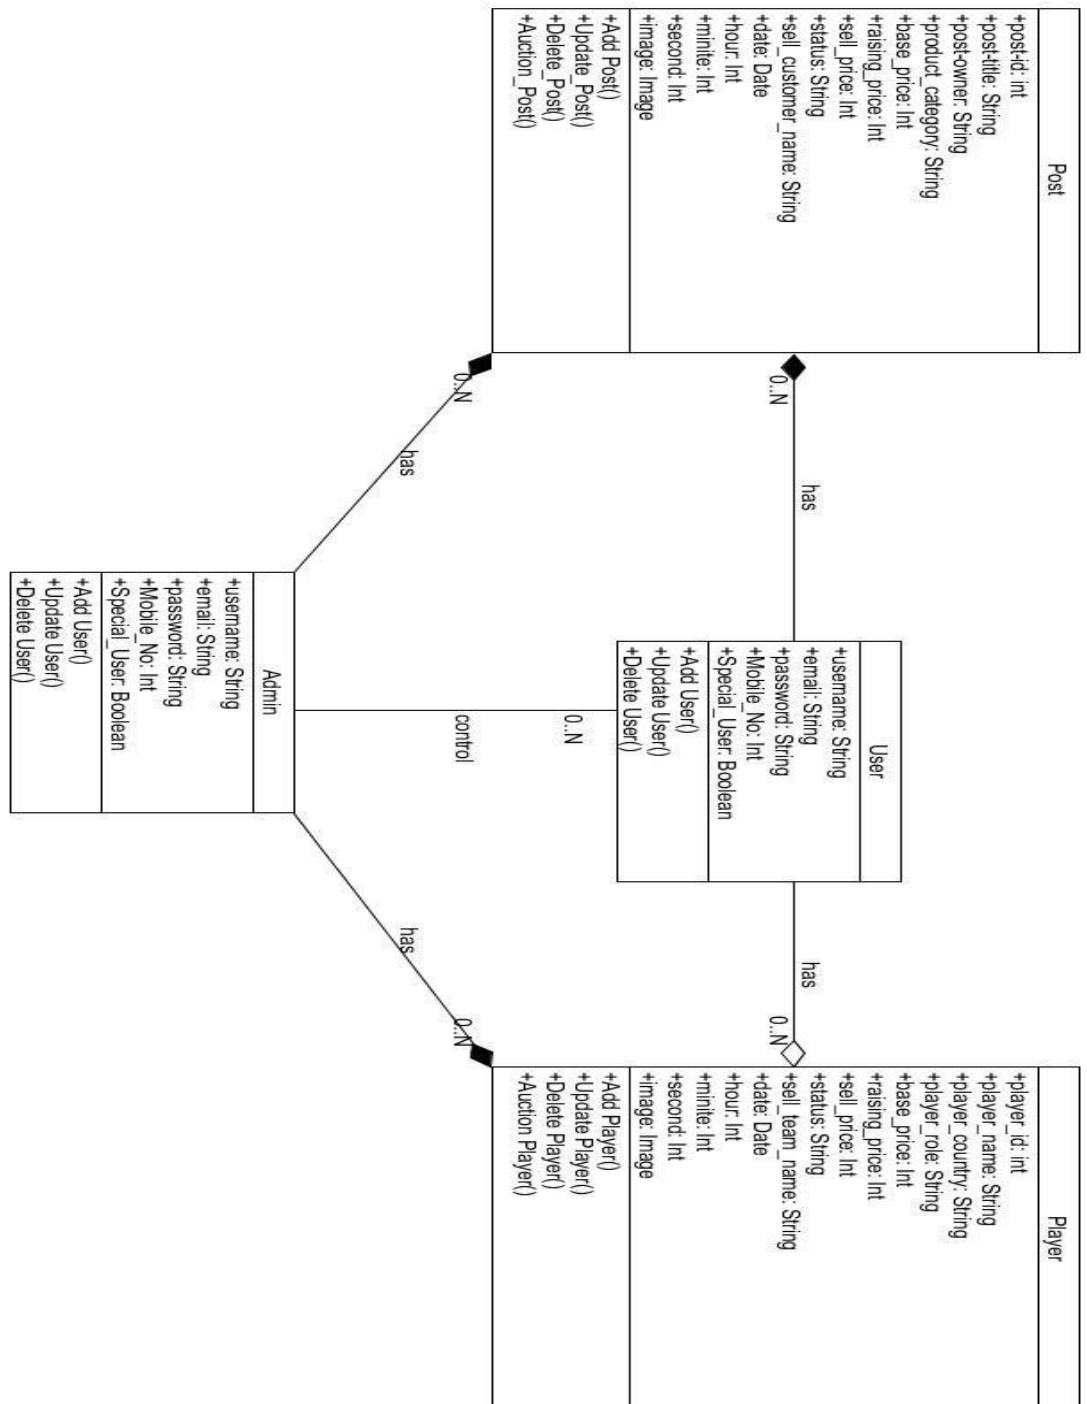 Post
+post-id: int
+post-title: String
+post-owner: String
+product_category: String
+base_price: Int
+raising_price: Int
+sell_price: Int
+status: String
+sell_customer_name: String
+date: Date
+hour: Int
+minite: Int
+second: Int
+image: Image
+Add Post()
+Update_Post()
+Delete_Post()
+Auction_Post()
0..N
has
0..N
has
User
+username: String
+email: String
+password: String
+Mobile_No: Int
+Special_User: Boolean
+Add User()
+Update User()
+Delete User()
0..N
control
Admin
+username: String
+email: String
+password: String
+Mobile_No: Int
+Special_User: Boolean
+Add User()
+Update User()
+Delete User()
has
0..N
has
0..N
Player
+player_id: int
+player_name: String
+player_country: String
+player_role: String
+base_price: Int
+raising_price: Int
+sell_price: Int
+status: String
+sell_team_name: String
+date: Date
+hour: Int
+minite: Int
+second: Int
+image: Image
+Add Player()
+Update Player()
+Delete Player()
+Auction Player()